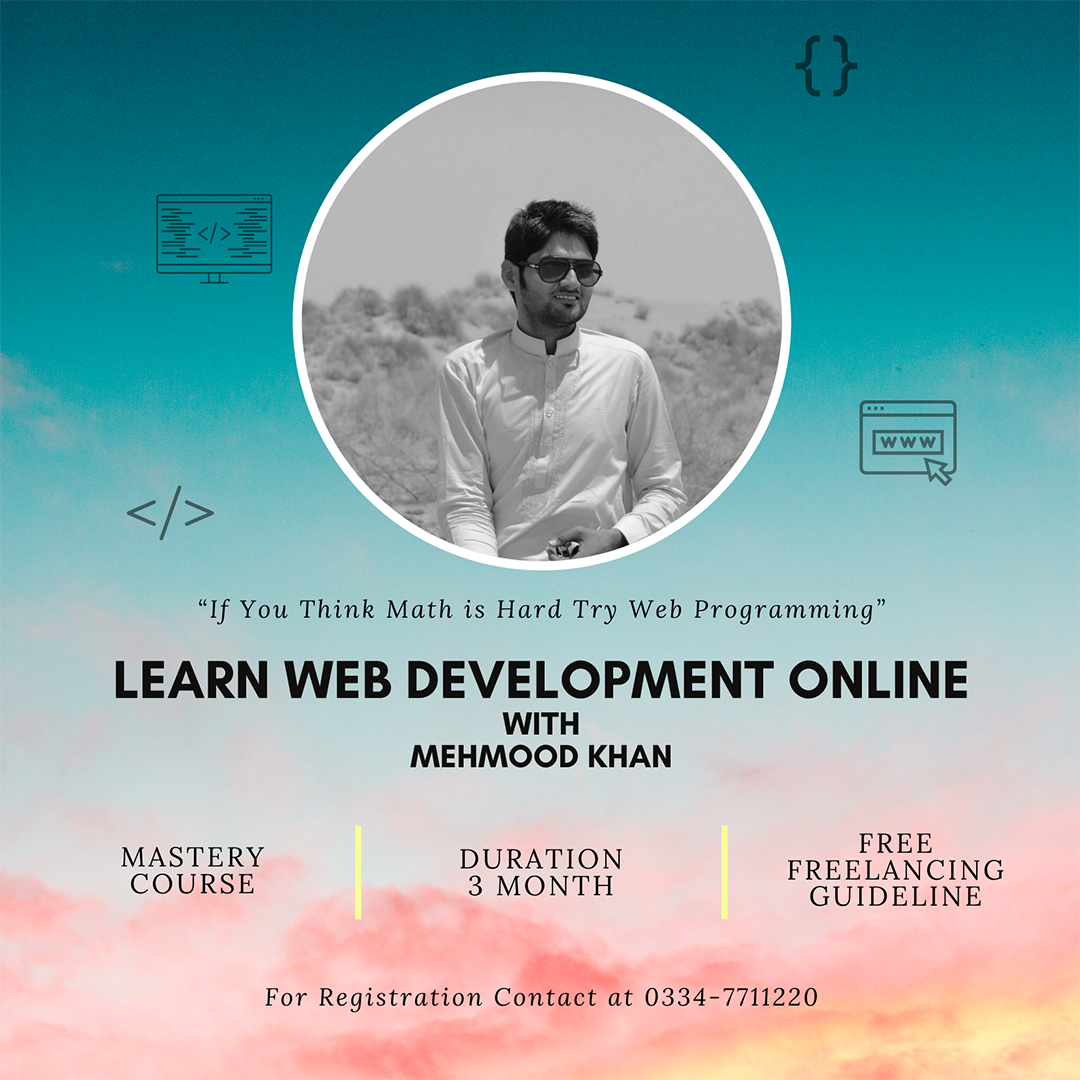 {}
</>
WWW
</>
“If You Think Math is Hard Try Web Programming”
LEARN WEB DEVELOPMENT ONLINE
WITH
MEHMOOD KHAN
MASTERY
COURSE
DURATION
3 MONTH
FREE
FREELANCING
GUIDELINE
For Registration Contact at 0334-7711220